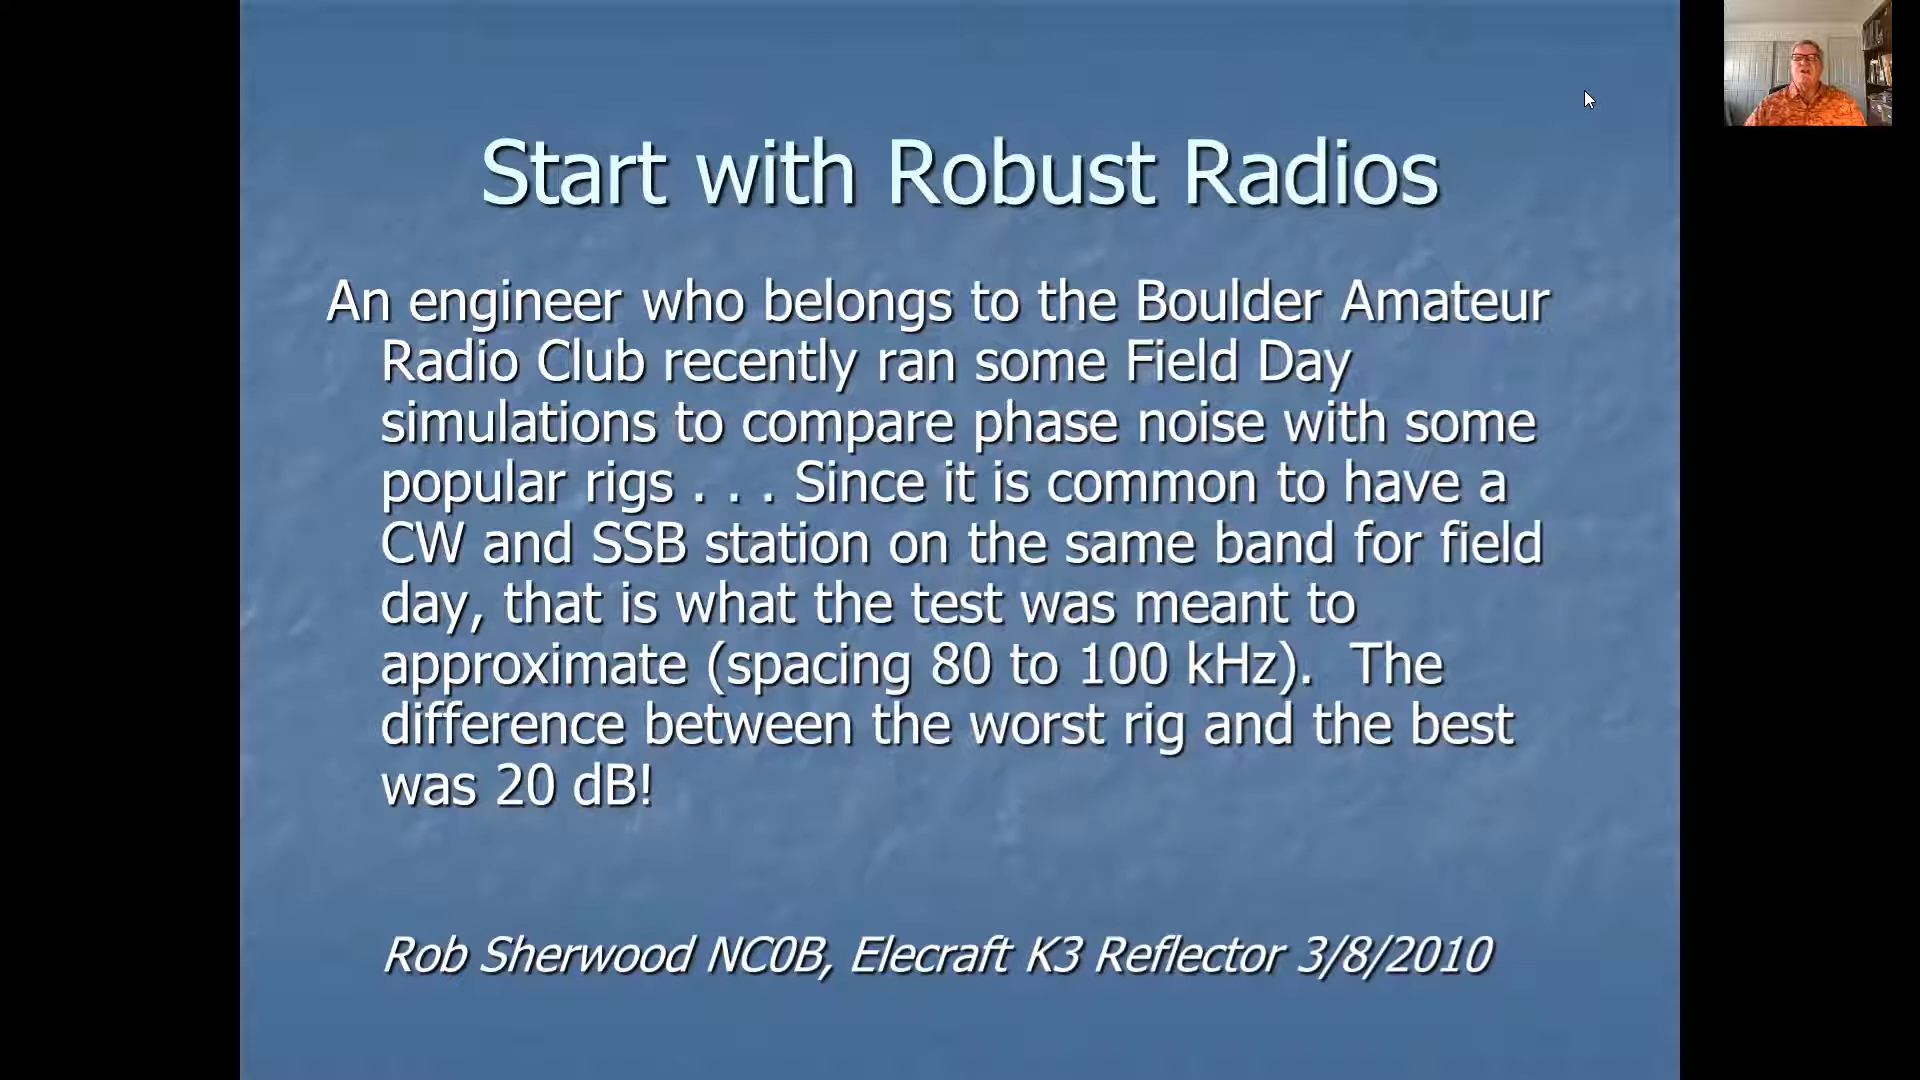 Start with Robust Radios
An engineer who belongs to the Boulder Amateur
Radio Club recently ran some Field Day
simulations to compare phase noise with some
popular rigs . . . Since it is common to have a
CW and SSB station on the same band for field
day, that is what the test was meant to
approximate (spacing 80 to 100 kHz).  The
difference between the worst rig and the best
was 20 dB!
Rob Sherwood NC0B, Elecraft K3 Reflector 3/8/2010